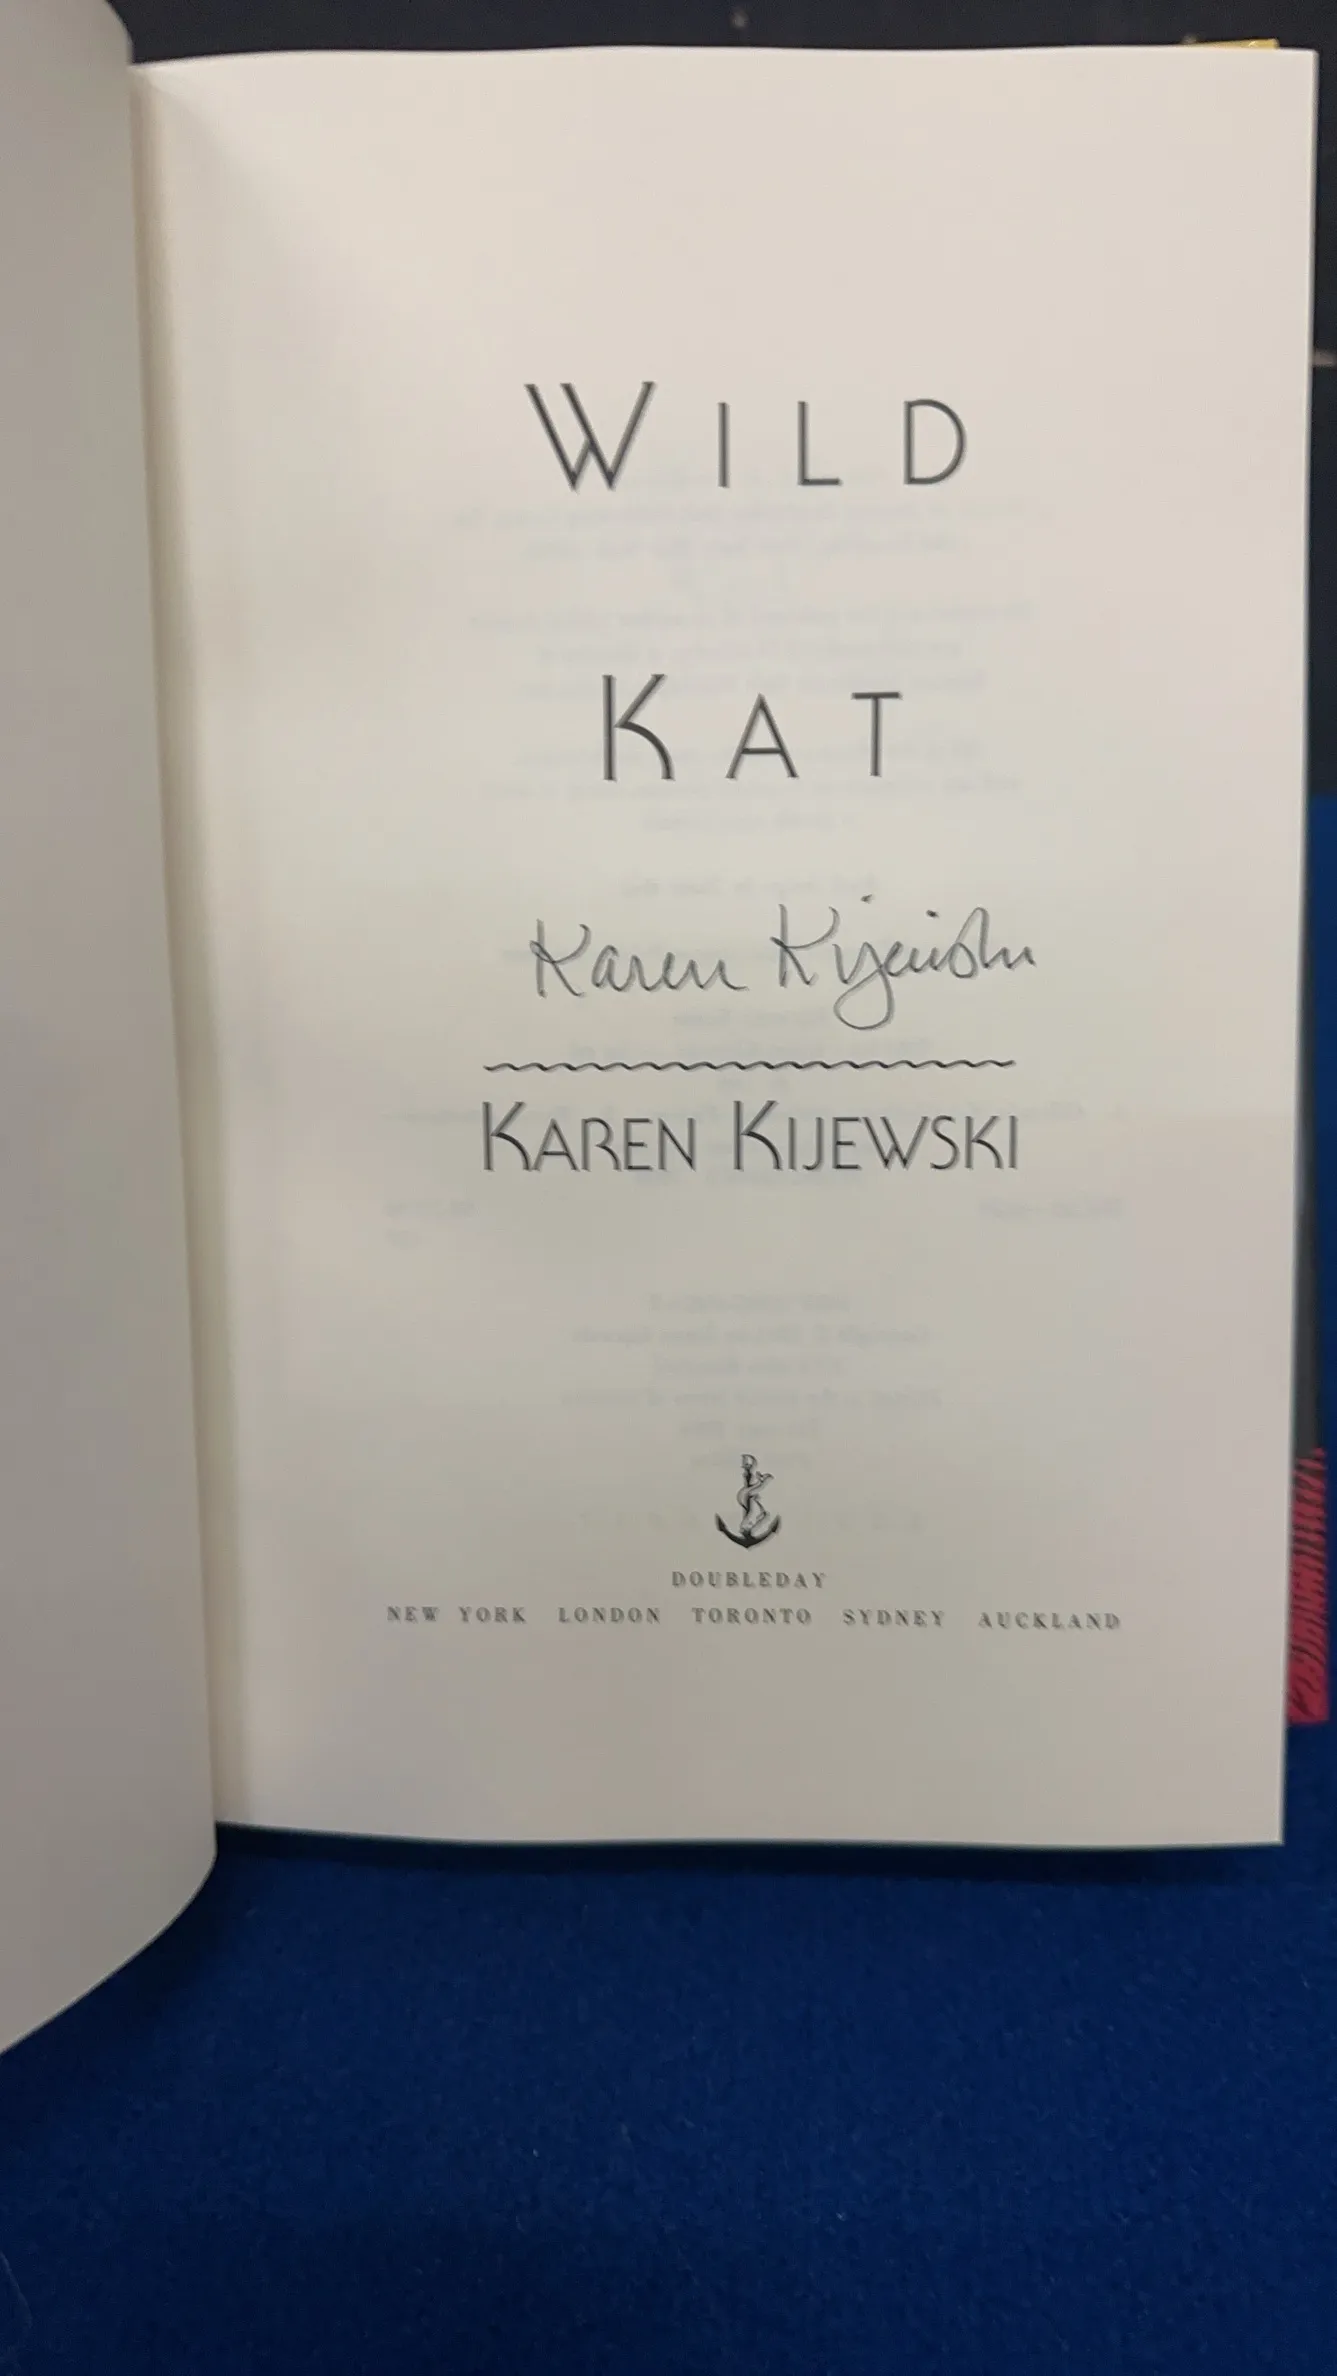 WILD
KAT
Karen Kijewski
KAREN KIJEWSKI
DOUBLEDAY
NEW YORK LONDON TORONTO SYDNEY AUCKLAND